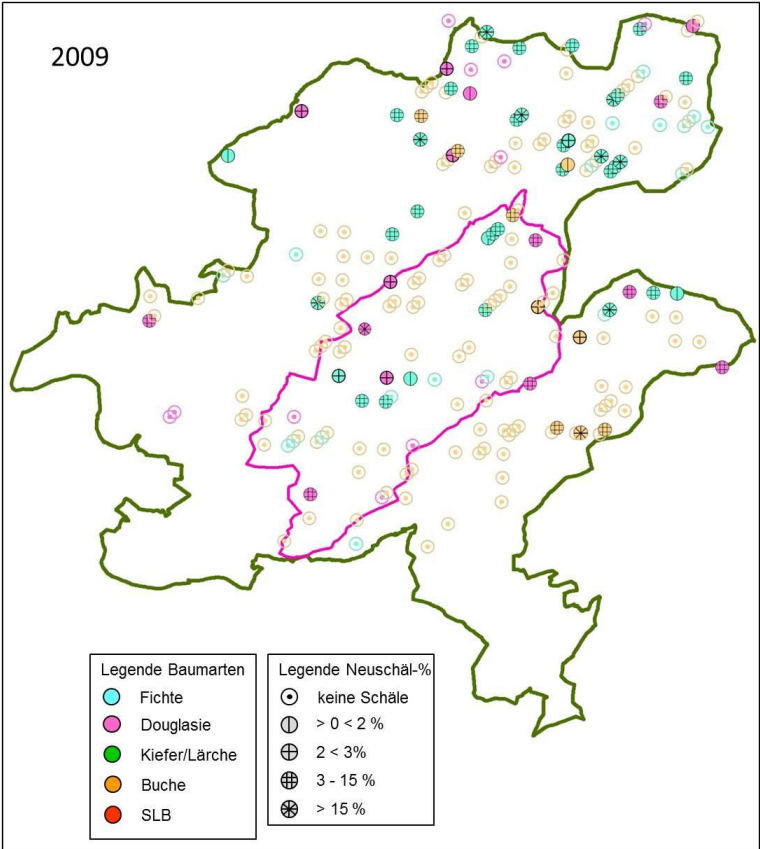 2009
Legende Baumarten
Fichte
Douglasie
Kiefer/Lärche
Buche
SLB
Legende Neuschäl-%
keine Schäle
> 0 < 2 %
2 < 3%
3 - 15 %
> 15 %